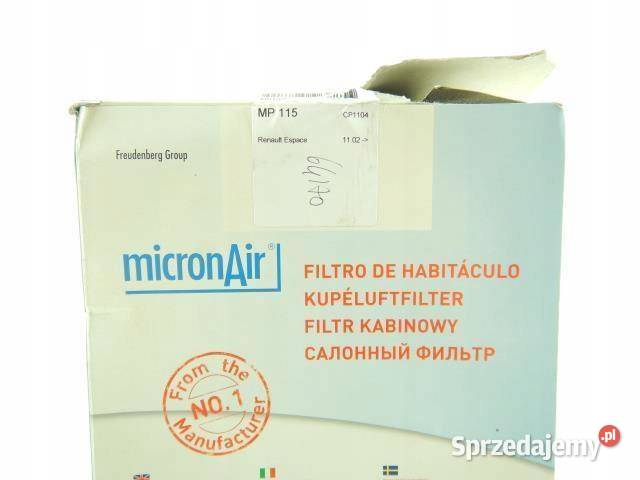 MP 115
CP1104
Renault Espace
11.02 ->
Freudenberg Group
micronAir®
FILTRO DE HABITÁCULO
KUPÉLUFTFILTER
FILTR KABINOWY
САЛОННЫЙ ФИЛЬТР
From the
NO.1
Manufacturer
Sprzedajemy.pl